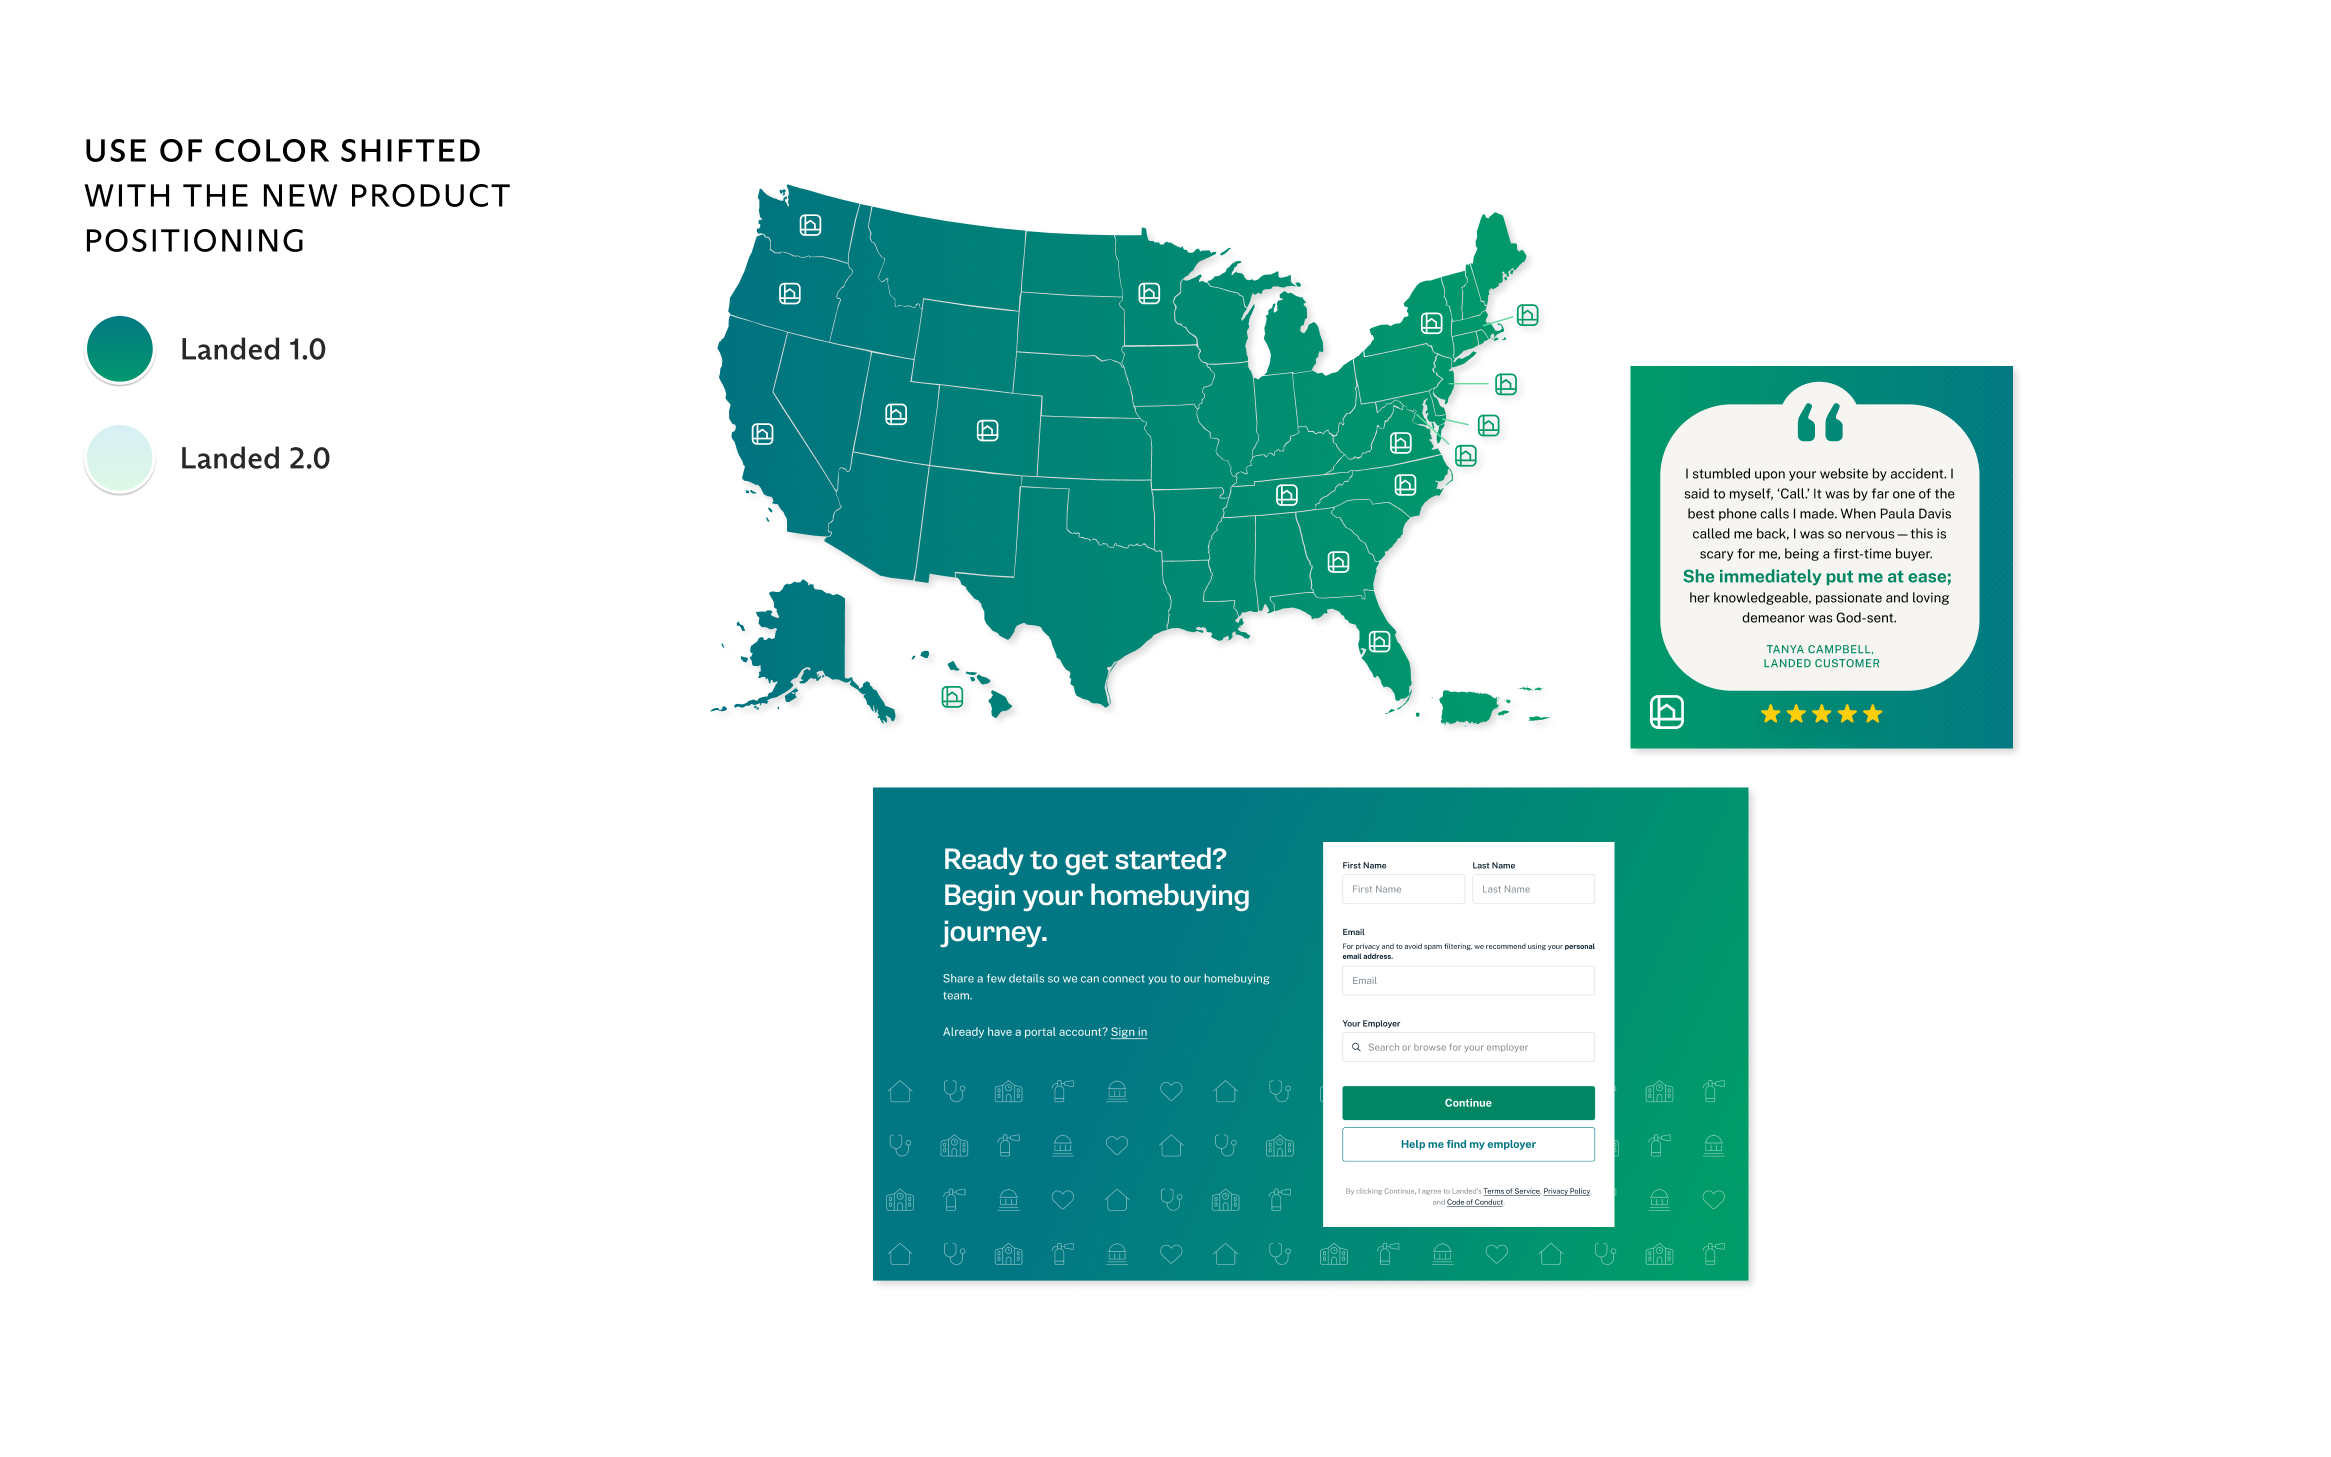 USE OF COLOR SHIFTED
WITH THE NEW PRODUCT
POSITIONING
Landed 1.0
Landed 2.0
I stumbled upon your website by accident. I
said to myself, ‘Call.’ It was by far one of the
best phone calls I made. When Paula Davis
called me back, I was so nervous — this is
scary for me, being a first-time buyer.
She immediately put me at ease;
her knowledgeable, passionate and loving
demeanor was God-sent.
TANYA CAMPBELL,
LANDED CUSTOMER
Ready to get started?
Begin your homebuying
journey.
Share a few details so we can connect you to our homebuying
team.
Already have a portal account? Sign in
First Name
Last Name
First Name
Last Name
Email
For privacy and to avoid spam filtering, we recommend using your personal
email address.
Email
Your Employer
Search or browse for your employer
Continue
Help me find my employer
By clicking Continue, I agree to Landed's Terms of Service, Privacy Policy,
and Code of Conduct.